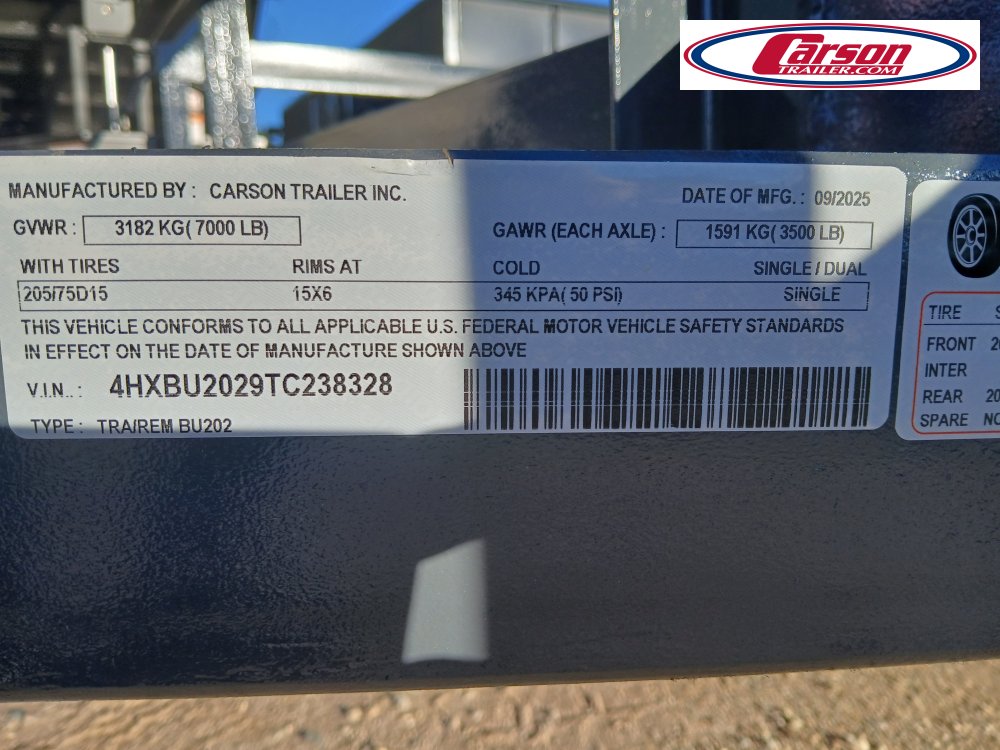 Carson
TRAILER.COM
MANUFACTURED BY : CARSON TRAILER INC.
DATE OF MFG. : 09/2025
GVWR : 3182 KG( 7000 LB)
GAWR (EACH AXLE) : 1591 KG( 3500 LB)
WITH TIRES RIMS AT COLD SINGLE / DUAL
205/75D15 15X6 345 KPA( 50 PSI) SINGLE
THIS VEHICLE CONFORMS TO ALL APPLICABLE U.S. FEDERAL MOTOR VEHICLE SAFETY STANDARDS
IN EFFECT ON THE DATE OF MANUFACTURE SHOWN ABOVE
V.I.N.. : 4HXBU2029TC238328
TYPE : TRA/REM BU202
TIRE
FRONT
INTER
REAR
SPARE